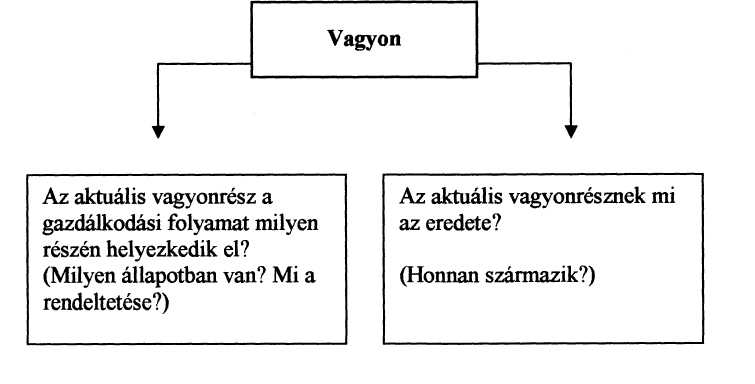 Vagyon
Az aktuális vagyonrész a
gazdálkodási folyamat milyen
részén helyezkedik el?
(Milyen állapotban van? Mi a
rendeltetése?)
Az aktuális vagyonrésznek mi
az eredete?
(Honnan származik?)